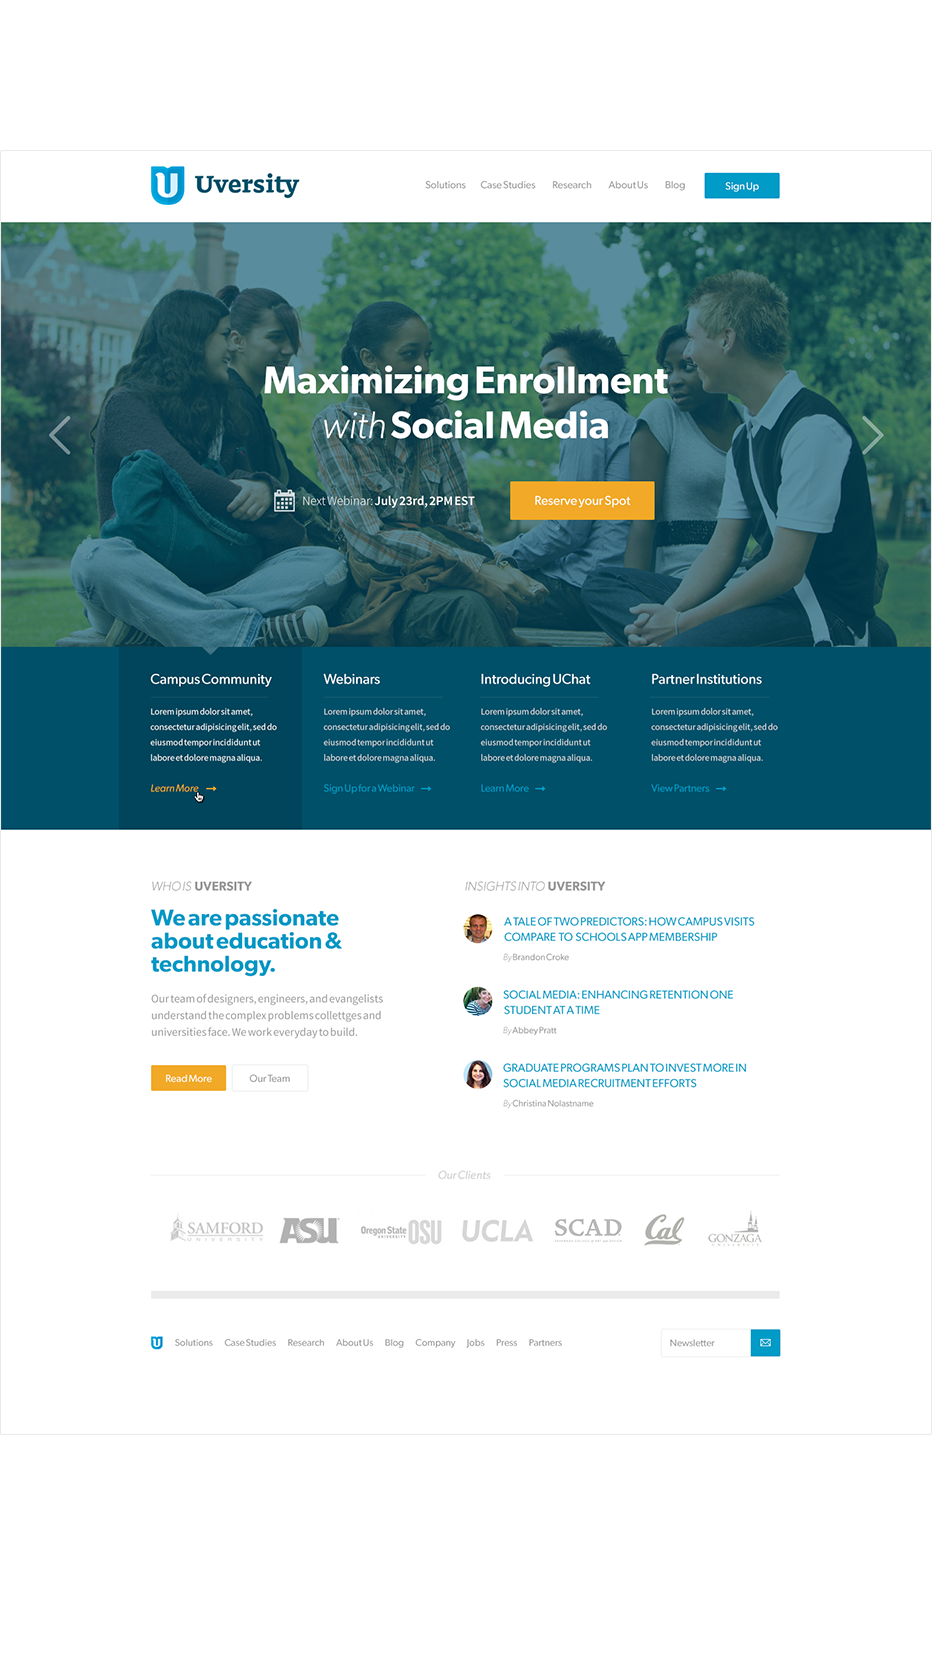 Uversity
Solutions Case Studies Research About Us Blog Sign Up
Maximizing Enrollment
with Social Media
Next Webinar: July 23rd, 2PM EST
Reserve your Spot
Campus Community
Lorem ipsum dolor sit amet,
consectetur adipisicing elit, sed do
eiusmod tempor incididunt ut
labore et dolore magna aliqua.
Learn More
Webinars
Lorem ipsum dolor sit amet,
consectetur adipisicing elit, sed do
eiusmod tempor incididunt ut
labore et dolore magna aliqua.
Sign Up for a Webinar
Introducing UChat
Lorem ipsum dolor sit amet,
consectetur adipisicing elit, sed do
eiusmod tempor incididunt ut
labore et dolore magna aliqua.
Learn More
Partner Institutions
Lorem ipsum dolor sit amet,
consectetur adipisicing elit, sed do
eiusmod tempor incididunt ut
labore et dolore magna aliqua.
View Partners
WHO IS UVERSITY
We are passionate
about education &
technology.
Our team of designers, engineers, and evangelists
understand the complex problems collettges and
universities face. We work everyday to build.
Read More
Our Team
INSIGHTS INTO UVERSITY
A TALE OF TWO PREDICTORS: HOW CAMPUS VISITS
COMPARE TO SCHOOLS APP MEMBERSHIP
By Brandon Croke
SOCIAL MEDIA: ENHANCING RETENTION ONE
STUDENT AT A TIME
By Abbey Pratt
GRADUATE PROGRAMS PLAN TO INVEST MORE IN
SOCIAL MEDIA RECRUITMENT EFFORTS
By Christina Nolastname
Our Clients
SAMFORD
UNIVERSITY
ASU
Oregon State
UNIVERSITY
OSU
UCLA
SCAD
Cal
GONZAGA
Solutions Case Studies Research About Us Blog Company Jobs Press Partners
Newsletter